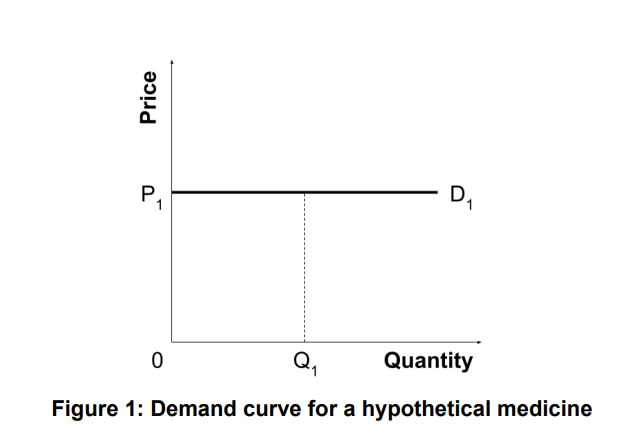 Price
P1
D1
0
Q1
Quantity
Figure 1: Demand curve for a hypothetical medicine